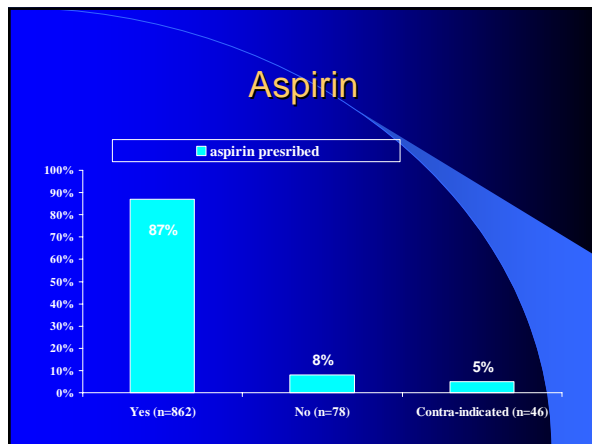 Aspirin
aspirin presribed
100%
90%
80%
70%
60%
50%
40%
30%
20%
10%
0%
87%
8%
5%
Yes (n=862)
No (n=78)
Contra-indicated (n=46)